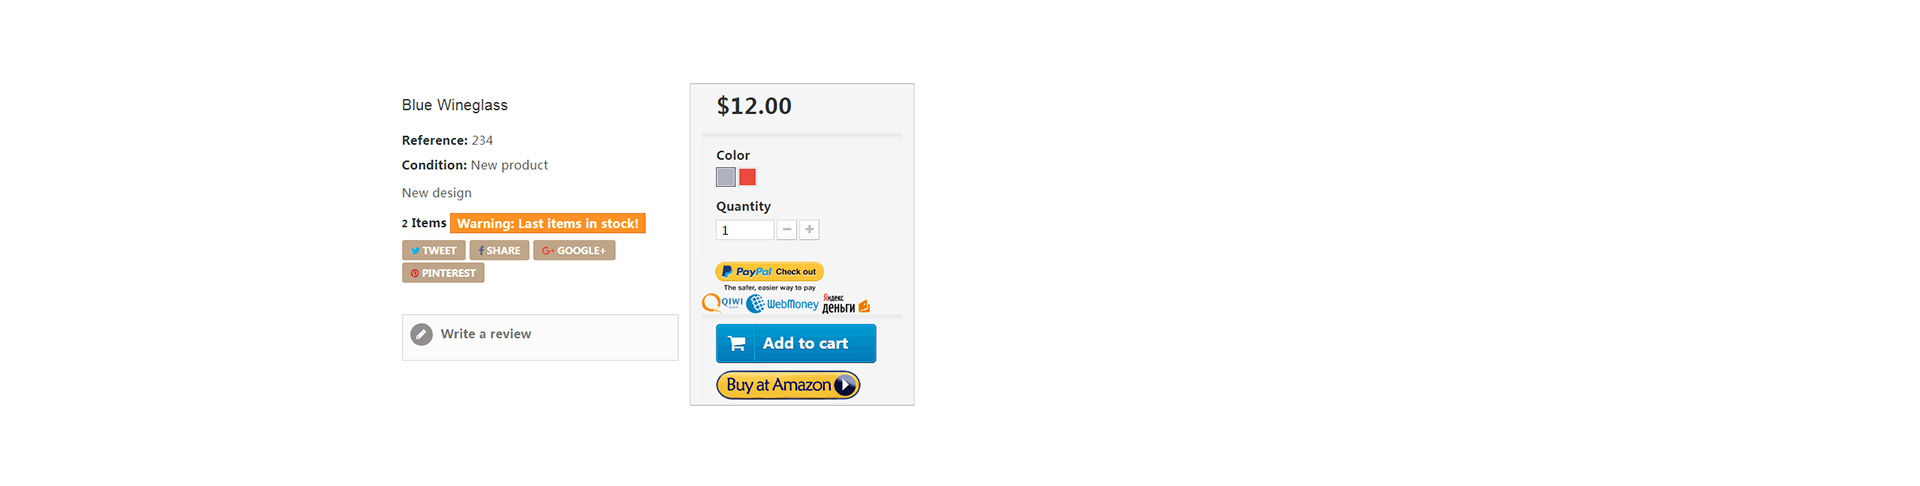 Blue Wineglass
Reference: 234
Condition: New product
New design
2 Items Warning: Last items in stock!
TWEET SHARE G+ GOOGLE+
PINTEREST
Write a review
$12.00
Color
Quantity
1
PayPal Check out
The safer, easier way to pay
QIWI WebMoney Яндекс деньги
Add to cart
Buy at Amazon